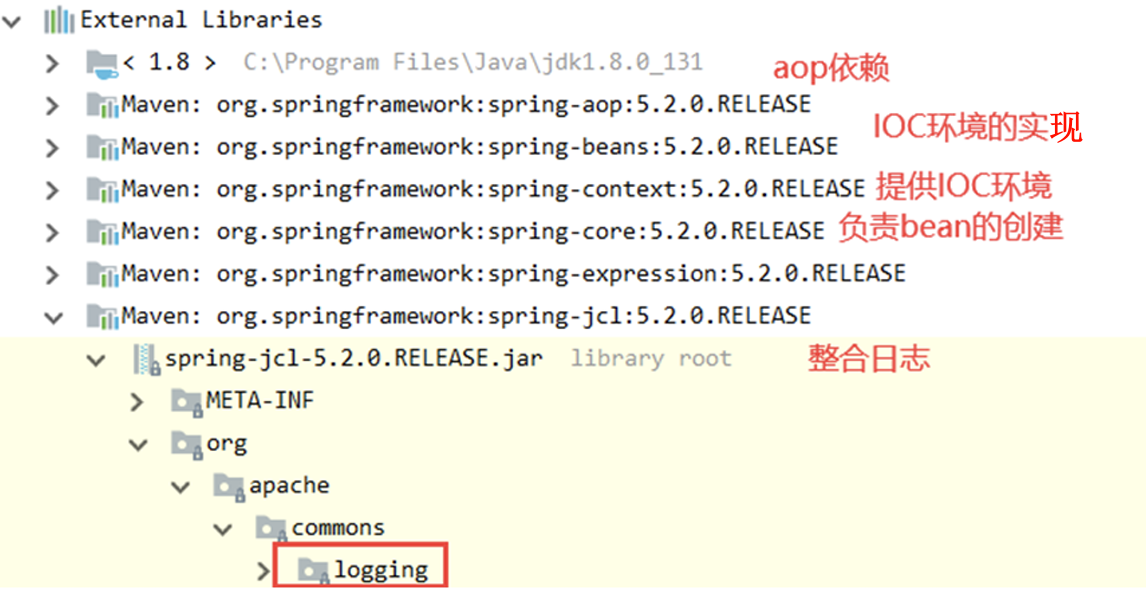 External Libraries
< 1.8 > C:\Program Files\Java\jdk1.8.0_131
aop依赖
Maven: org.springframework:spring-aop:5.2.0.RELEASE
IOC环境的实现
Maven: org.springframework:spring-beans:5.2.0.RELEASE
Maven: org.springframework:spring-context:5.2.0.RELEASE 提供IOC环境
Maven: org.springframework:spring-core:5.2.0.RELEASE 负责bean的创建
Maven: org.springframework:spring-expression:5.2.0.RELEASE
Maven: org.springframework:spring-jcl:5.2.0.RELEASE
spring-jcl-5.2.0.RELEASE.jar library root 整合日志
META-INF
org
apache
commons
logging